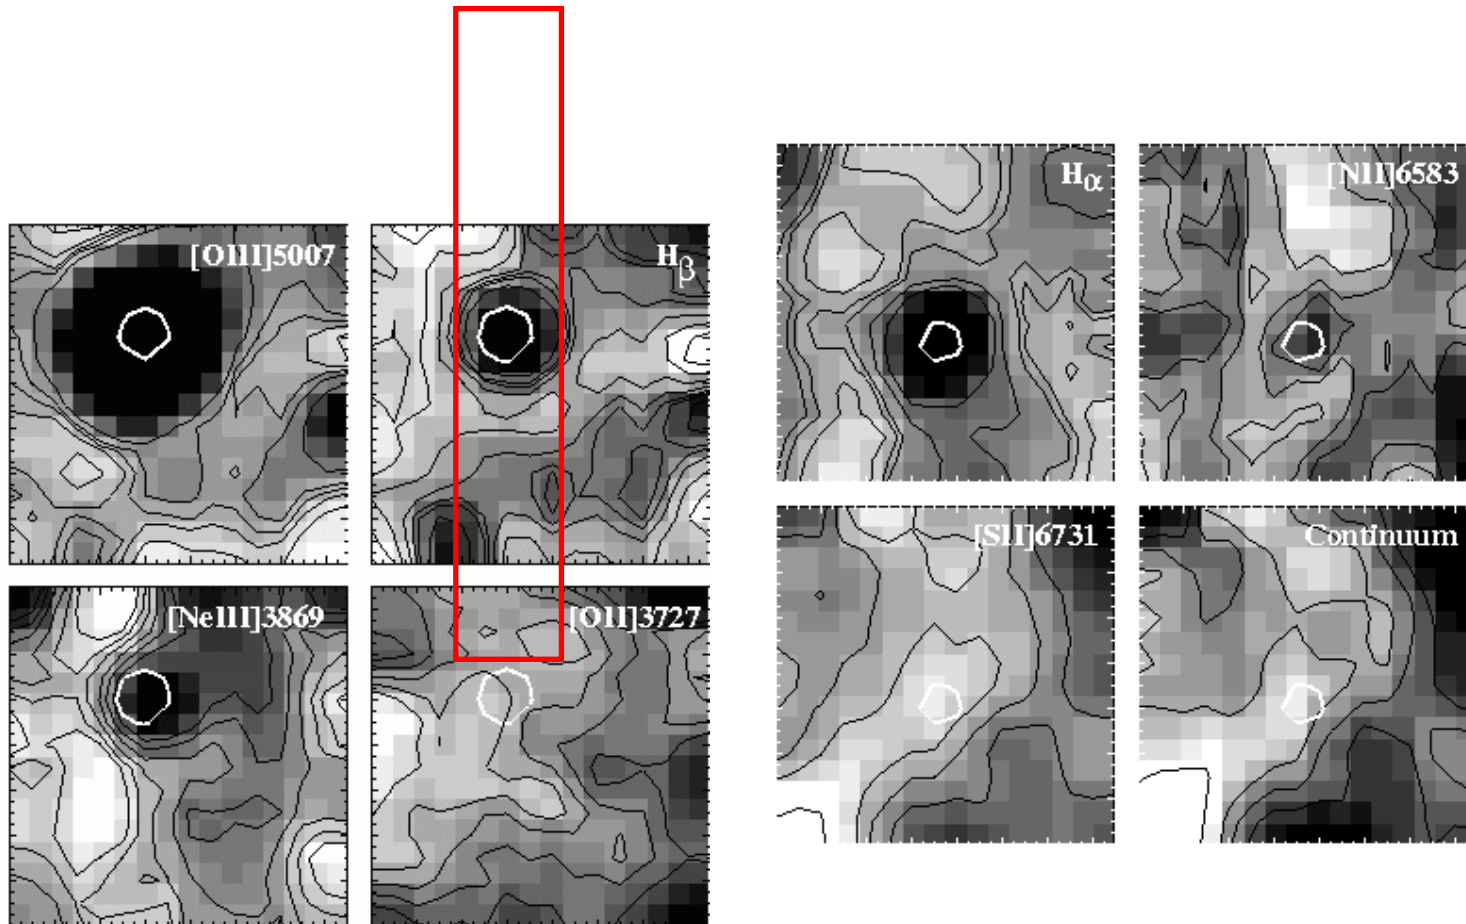 [OIII]5007
Hβ
[NeIII]3869
[OII]3727
Hα
[NII]6583
[SII]6731
Continuum